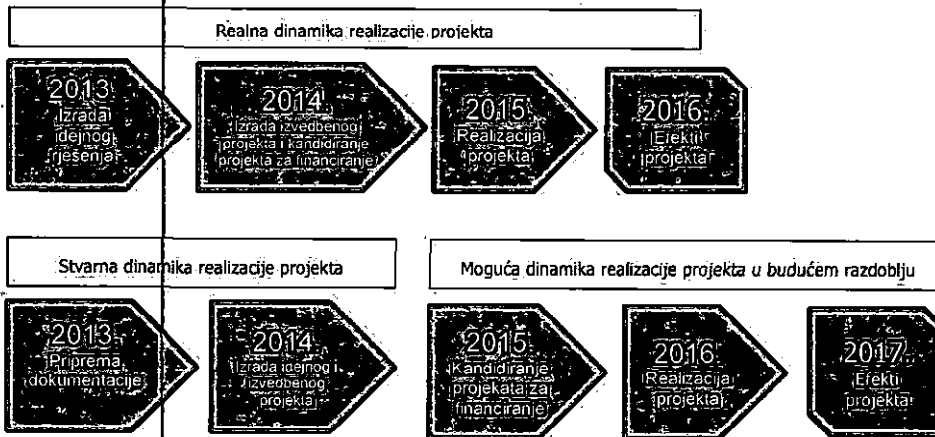 Realna dinamika realizacije projekta
2013
Izrada
idejnog
rješenja
2014
Izrada izvedbenog
projekta i kandidiranje
projekta za financiranje
2015
Realizacija
projekta
2016
Efekti
projekta
Stvarna dinamika realizacije projekta
Moguća dinamika realizacije projekta u budućem razdoblju
2013
Priprema
dokumentacije
2014
Izrada idejnog i
izvedbenog
projekta
2015
Kandidiranje
projekata za
financiranje
2016
Realizacija
projekta
2017
Efekti
projekta